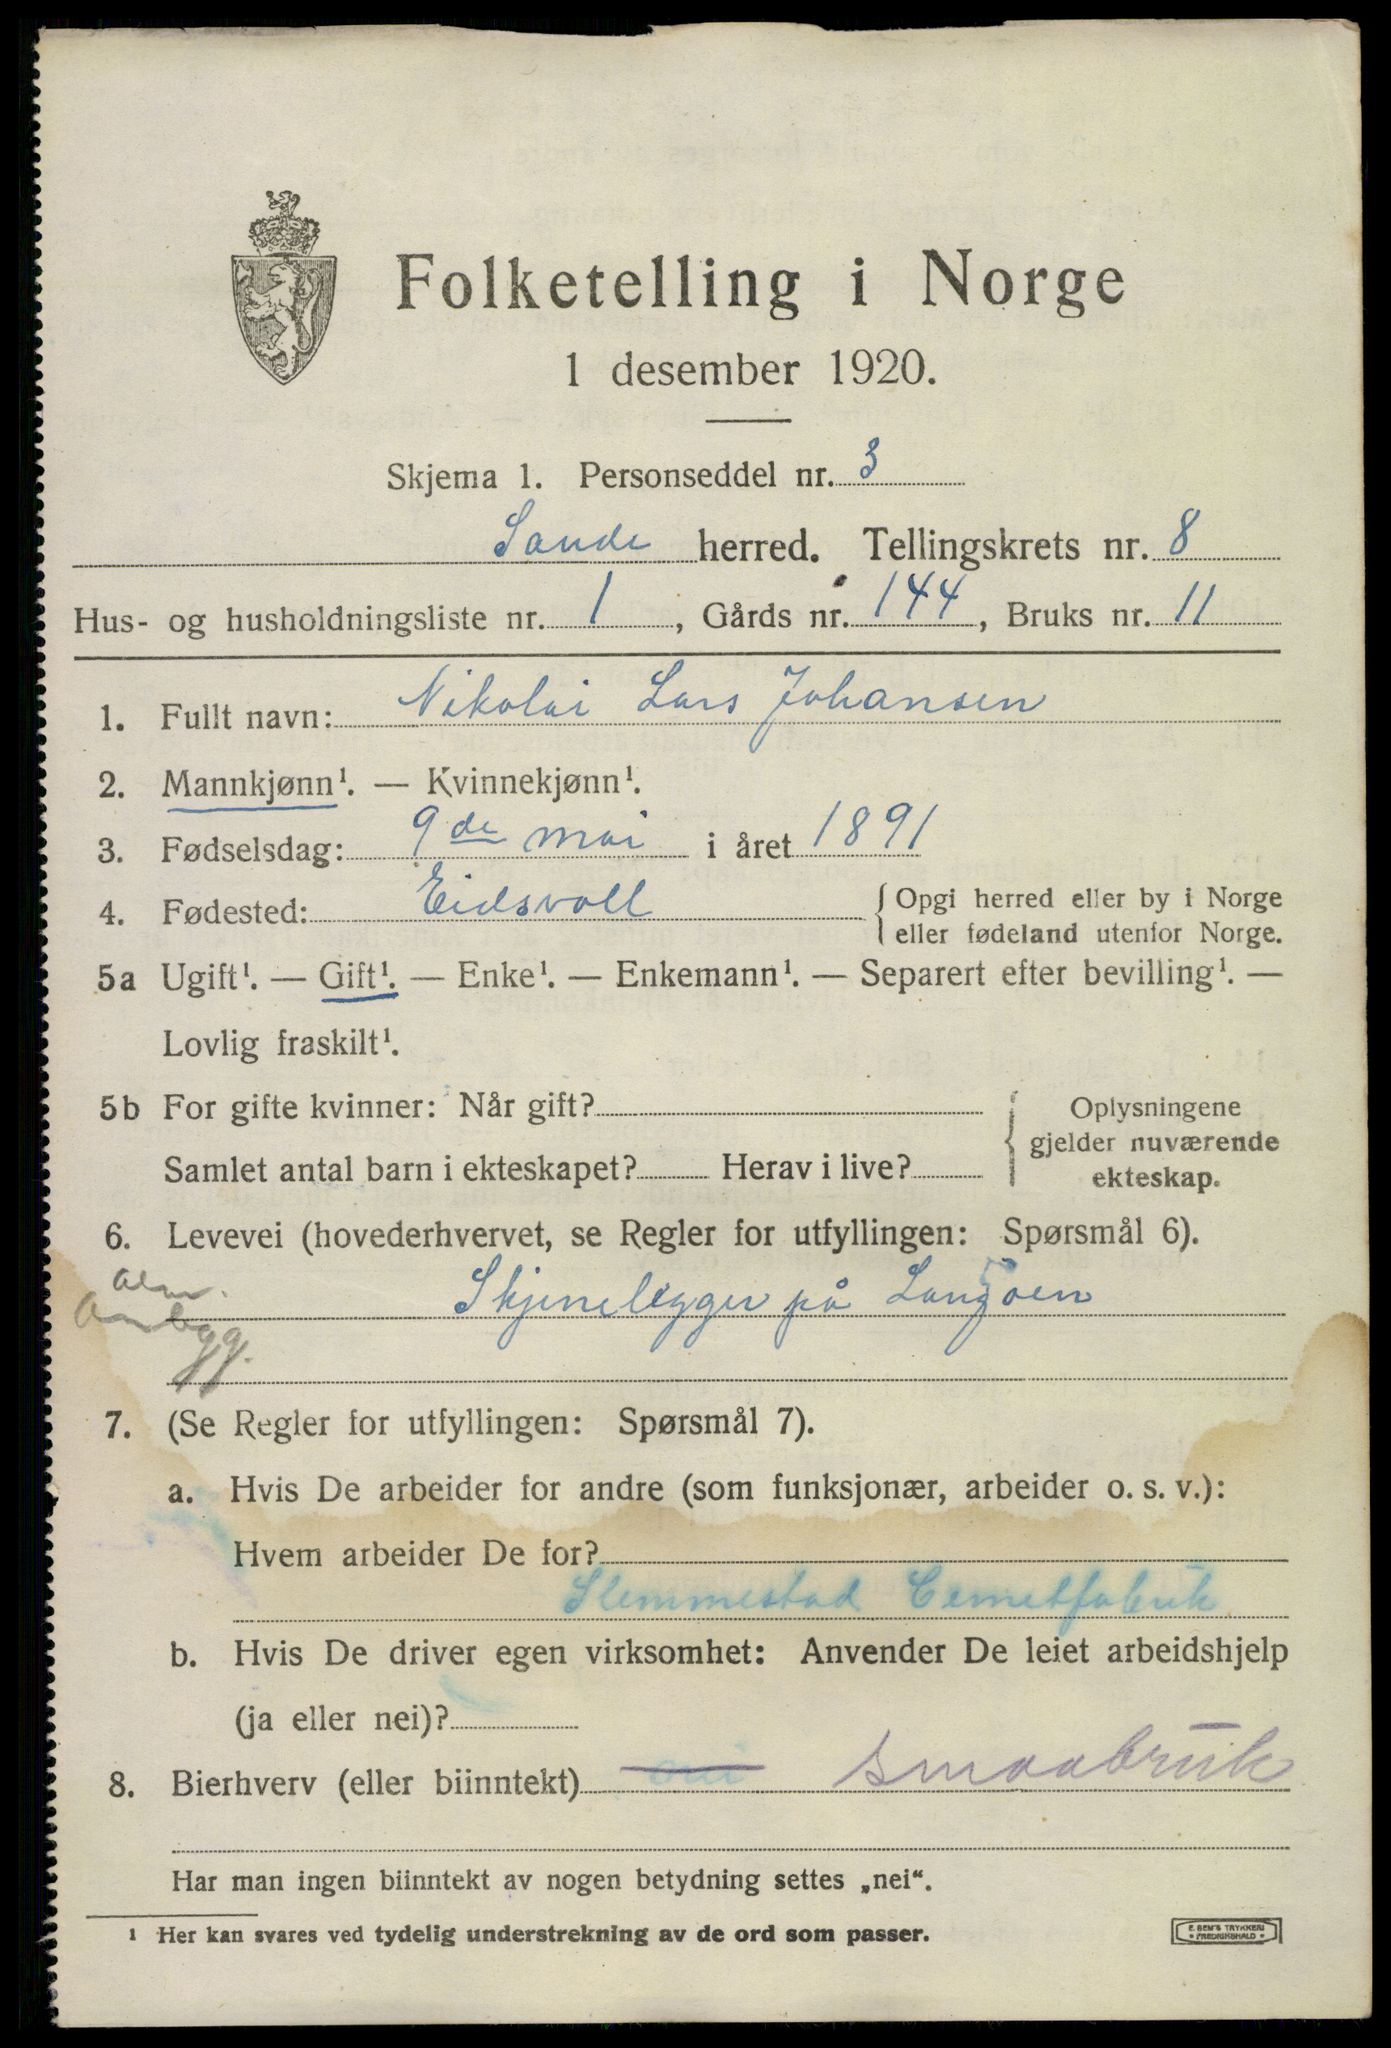 Folketelling i Norge
1 desember 1920.
Skjema 1. Personseddel nr. 3
Sande herred. Tellingskrets nr. 8
Hus- og husholdningsliste nr. 1, Gårds nr. 144, Bruks nr. 11
1. Fullt navn: Nikolai Lars Johansen
2. Mannkjønn¹. — Kvinnekjønn¹.
3. Fødselsdag: 9de mai i året 1891
4. Fødested: Eidsvoll { Opgi herred eller by i Norge
eller fødeland utenfor Norge.
5a Ugift¹. — Gift¹. — Enke¹. — Enkemann¹. — Separert efter bevilling¹. —
Lovlig fraskilt¹.
5b For gifte kvinner: Når gift? { Oplysningene
gjelder nuværende
Samlet antal barn i ekteskapet? Herav i live?
ekteskap.
6. Levevei (hovederhvervet, se Regler for utfyllingen: Spørsmål 6).
Skjenelegger på Langøen
7. (Se Regler for utfyllingen: Spørsmål 7).
a. Hvis De arbeider for andre (som funksjonær, arbeider o. s. v.):
Hvem arbeider De for?
Slemmestad Cemetfabrik
b. Hvis De driver egen virksomhet: Anvender De leiet arbeidshjelp
(ja eller nei)?
8. Bierhverv (eller biinntekt) smaabruk
Har man ingen biinntekt av nogen betydning settes „nei“.
¹ Her kan svares ved tydelig understrekning av de ord som passer.
E. SEM'S TRYKKERI
FREDRIKSHALD